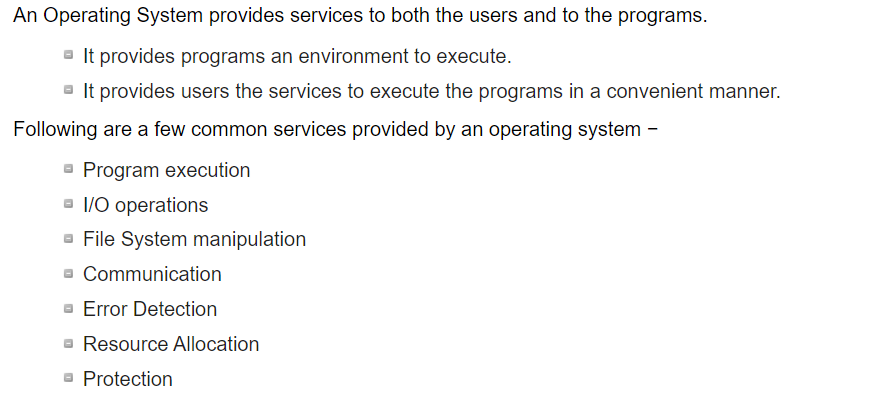 An Operating System provides services to both the users and to the programs.
It provides programs an environment to execute.
It provides users the services to execute the programs in a convenient manner.
Following are a few common services provided by an operating system −
Program execution
I/O operations
File System manipulation
Communication
Error Detection
Resource Allocation
Protection